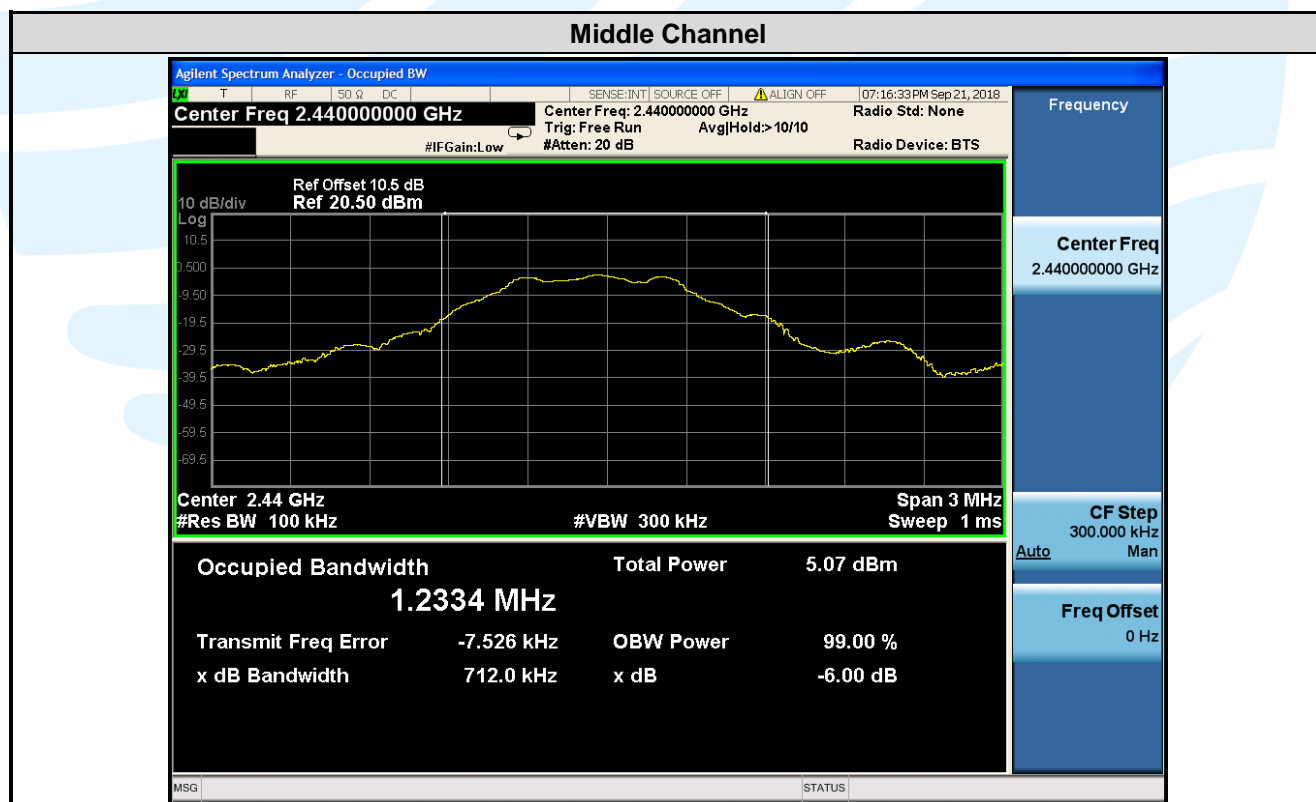 Middle Channel
Agilent Spectrum Analyzer - Occupied BW
LXI T RF 50 Ω DC SENSE:INT SOURCE OFF ALIGN OFF 07:16:33 PM Sep 21, 2018
Center Freq 2.440000000 GHz
Center Freq: 2.440000000 GHz Radio Std: None
Trig: Free Run Avg|Hold:> 10/10
#IFGain:Low #Atten: 20 dB Radio Device: BTS
Ref Offset 10.5 dB
10 dB/div Ref 20.50 dBm
Log
10.5
0.500
-9.50
-19.5
-29.5
-39.5
-49.5
-59.5
-69.5
Center 2.44 GHz Span 3 MHz
#Res BW 100 kHz #VBW 300 kHz Sweep 1 ms
Occupied Bandwidth Total Power 5.07 dBm
1.2334 MHz
Transmit Freq Error -7.526 kHz OBW Power 99.00 %
x dB Bandwidth 712.0 kHz x dB -6.00 dB
MSG STATUS
Frequency
Center Freq
2.440000000 GHz
CF Step
300.000 kHz
Auto Man
Freq Offset
0 Hz